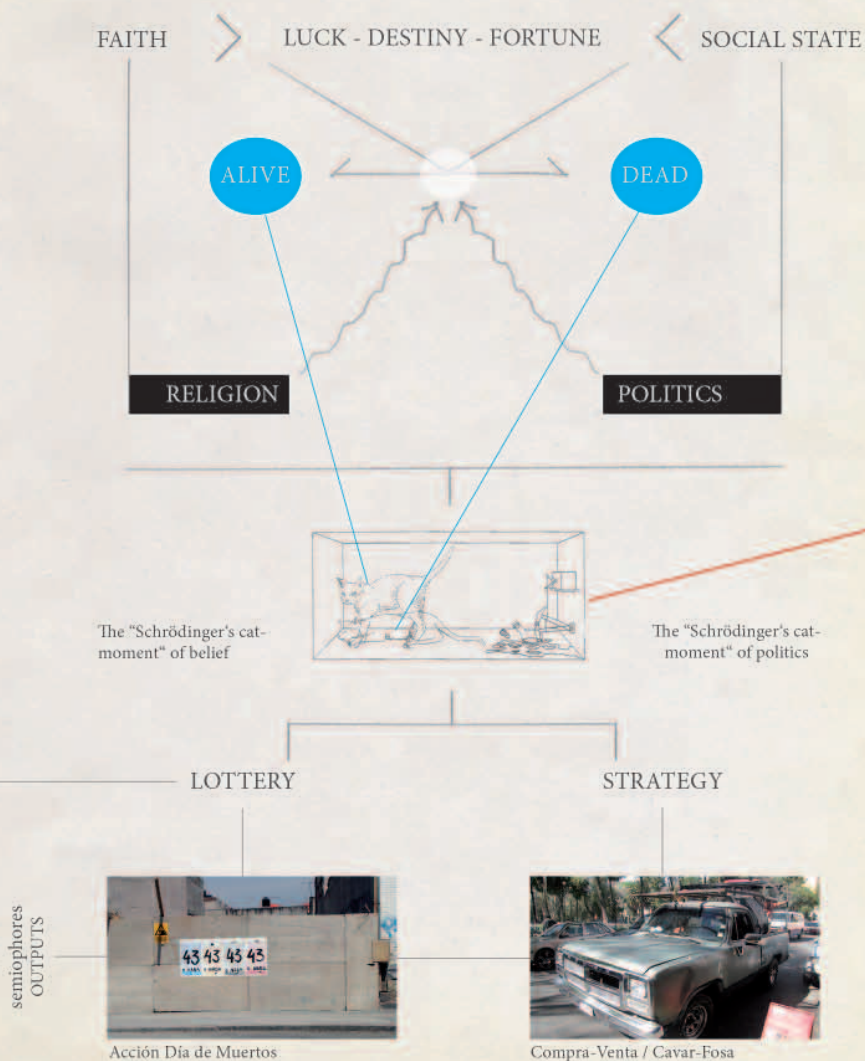 FAITH > LUCK - DESTINY - FORTUNE < SOCIAL STATE
ALIVE
DEAD
RELIGION
POLITICS
The “Schrödinger‘s cat-
moment“ of belief
The “Schrödinger‘s cat-
moment“ of politics
LOTTERY
STRATEGY
semiophores
OUTPUTS
43 43 43 43
Acción Día de Muertos
Compra-Venta / Cavar-Fosa